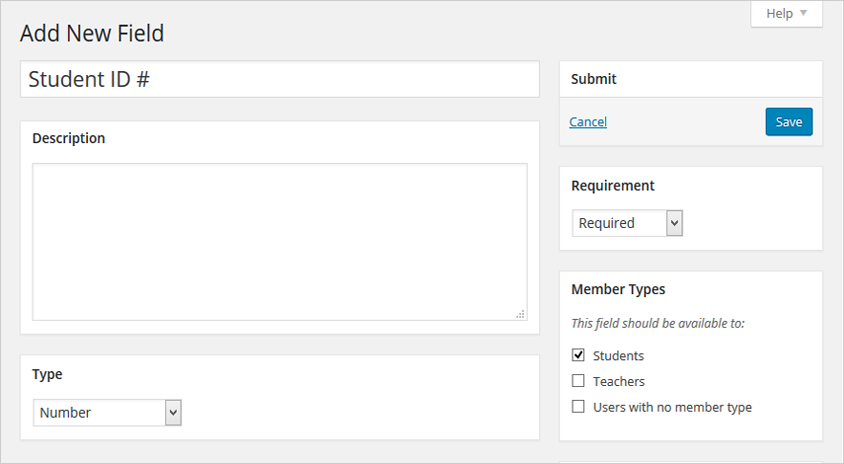 Help
Add New Field
Student ID #
Description
Type
Number
Submit
Cancel
Save
Requirement
Required
Member Types
This field should be available to:
Students
Teachers
Users with no member type